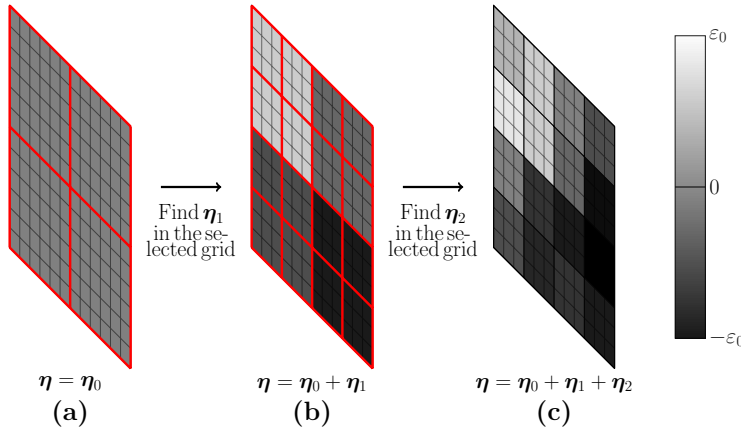 ε₀
0
−ε₀
Find η₁
in the se-
lected grid
Find η₂
in the se-
lected grid
η = η₀
η = η₀ + η₁
η = η₀ + η₁ + η₂
(a)
(b)
(c)